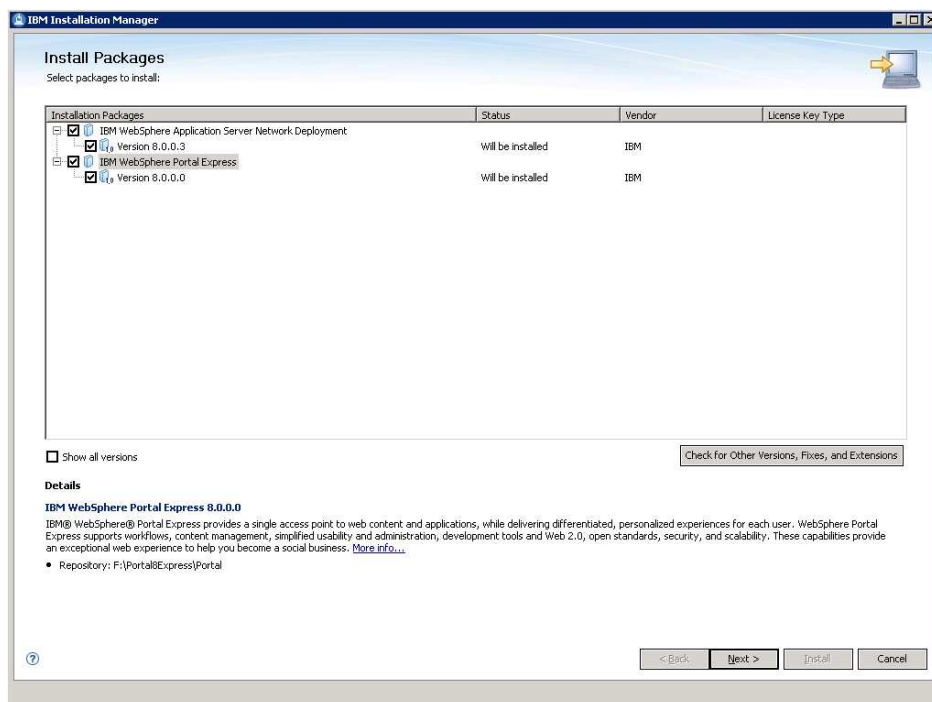 IBM Installation Manager
Install Packages
Select packages to install:
Installation Packages Status Vendor License Key Type
IBM WebSphere Application Server Network Deployment
Version 8.0.0.3 Will be installed IBM
IBM WebSphere Portal Express
Version 8.0.0.0 Will be installed IBM
Show all versions Check for Other Versions, Fixes, and Extensions
Details
IBM WebSphere Portal Express 8.0.0.0
IBM® WebSphere® Portal Express provides a single access point to web content and applications, while delivering differentiated, personalized experiences for each user. WebSphere Portal
Express supports workflows, content management, simplified usability and administration, development tools and Web 2.0, open standards, security, and scalability. These capabilities provide
an exceptional web experience to help you become a social business. More info...
• Repository: F:\Portal8Express\Portal
? < Back Next > Install Cancel